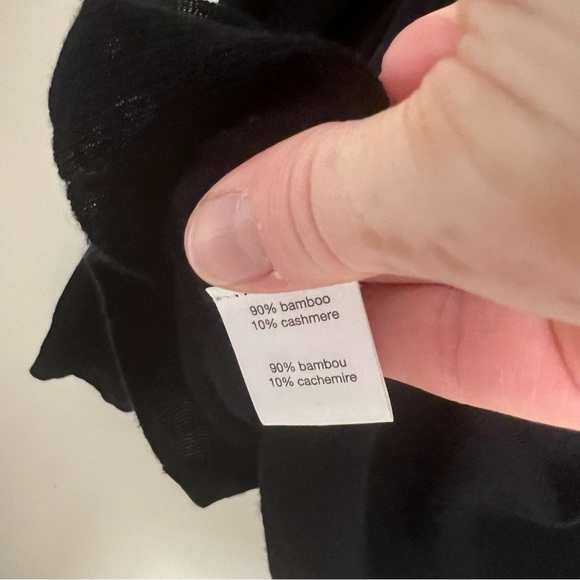 90% bamboo
10% cashmere
90% bambou
10% cachemire